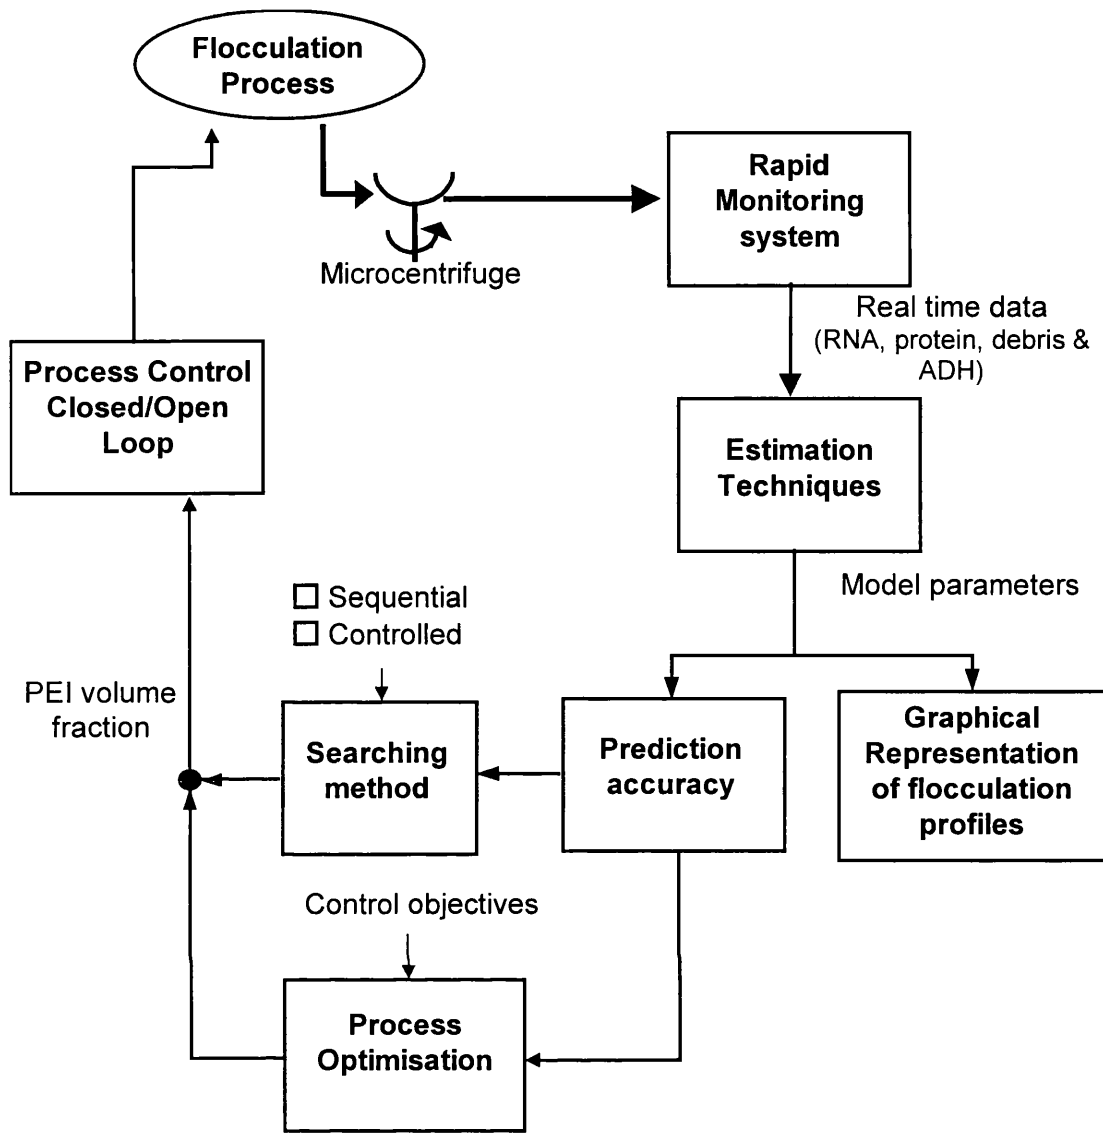 Flocculation
Process
Rapid
Monitoring
system
Microcentrifuge
Real time data
(RNA, protein, debris &
ADH)
Process Control
Closed/Open
Loop
Estimation
Techniques
Model parameters
Sequential
Controlled
PEI volume
fraction
Searching
method
Prediction
accuracy
Graphical
Representation
of flocculation
profiles
Control objectives
Process
Optimisation